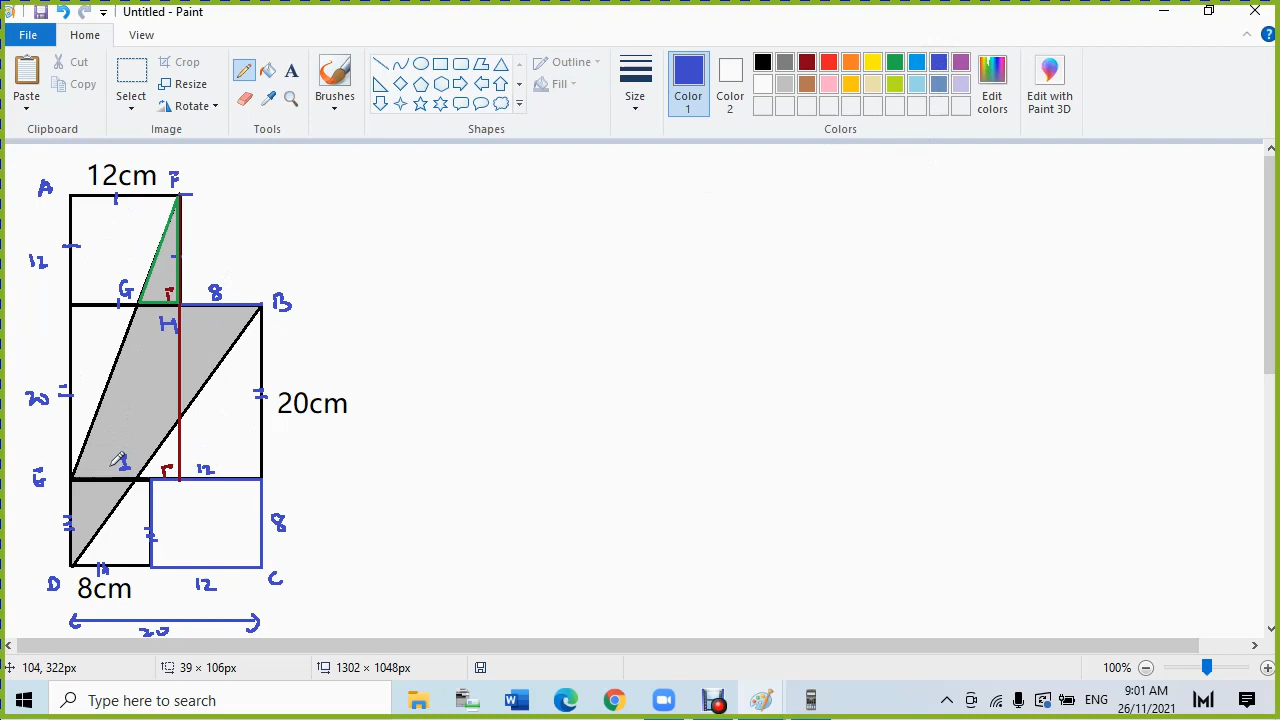 Untitled - Paint
File Home View
Paste Cut Copy Clipboard
Select Crop Resize Rotate Image
Tools
Brushes
Outline Fill Shapes
Size
Color 1
Color 2
Edit colors
Colors
Edit with Paint 3D
12cm F
A
12
G 8 B
H
20
20cm
E 12
8
D 8cm 12 C
20
104, 322px 39 × 106px 1302 × 1048px 100%
Type here to search
ENG
9:01 AM
26/11/2021